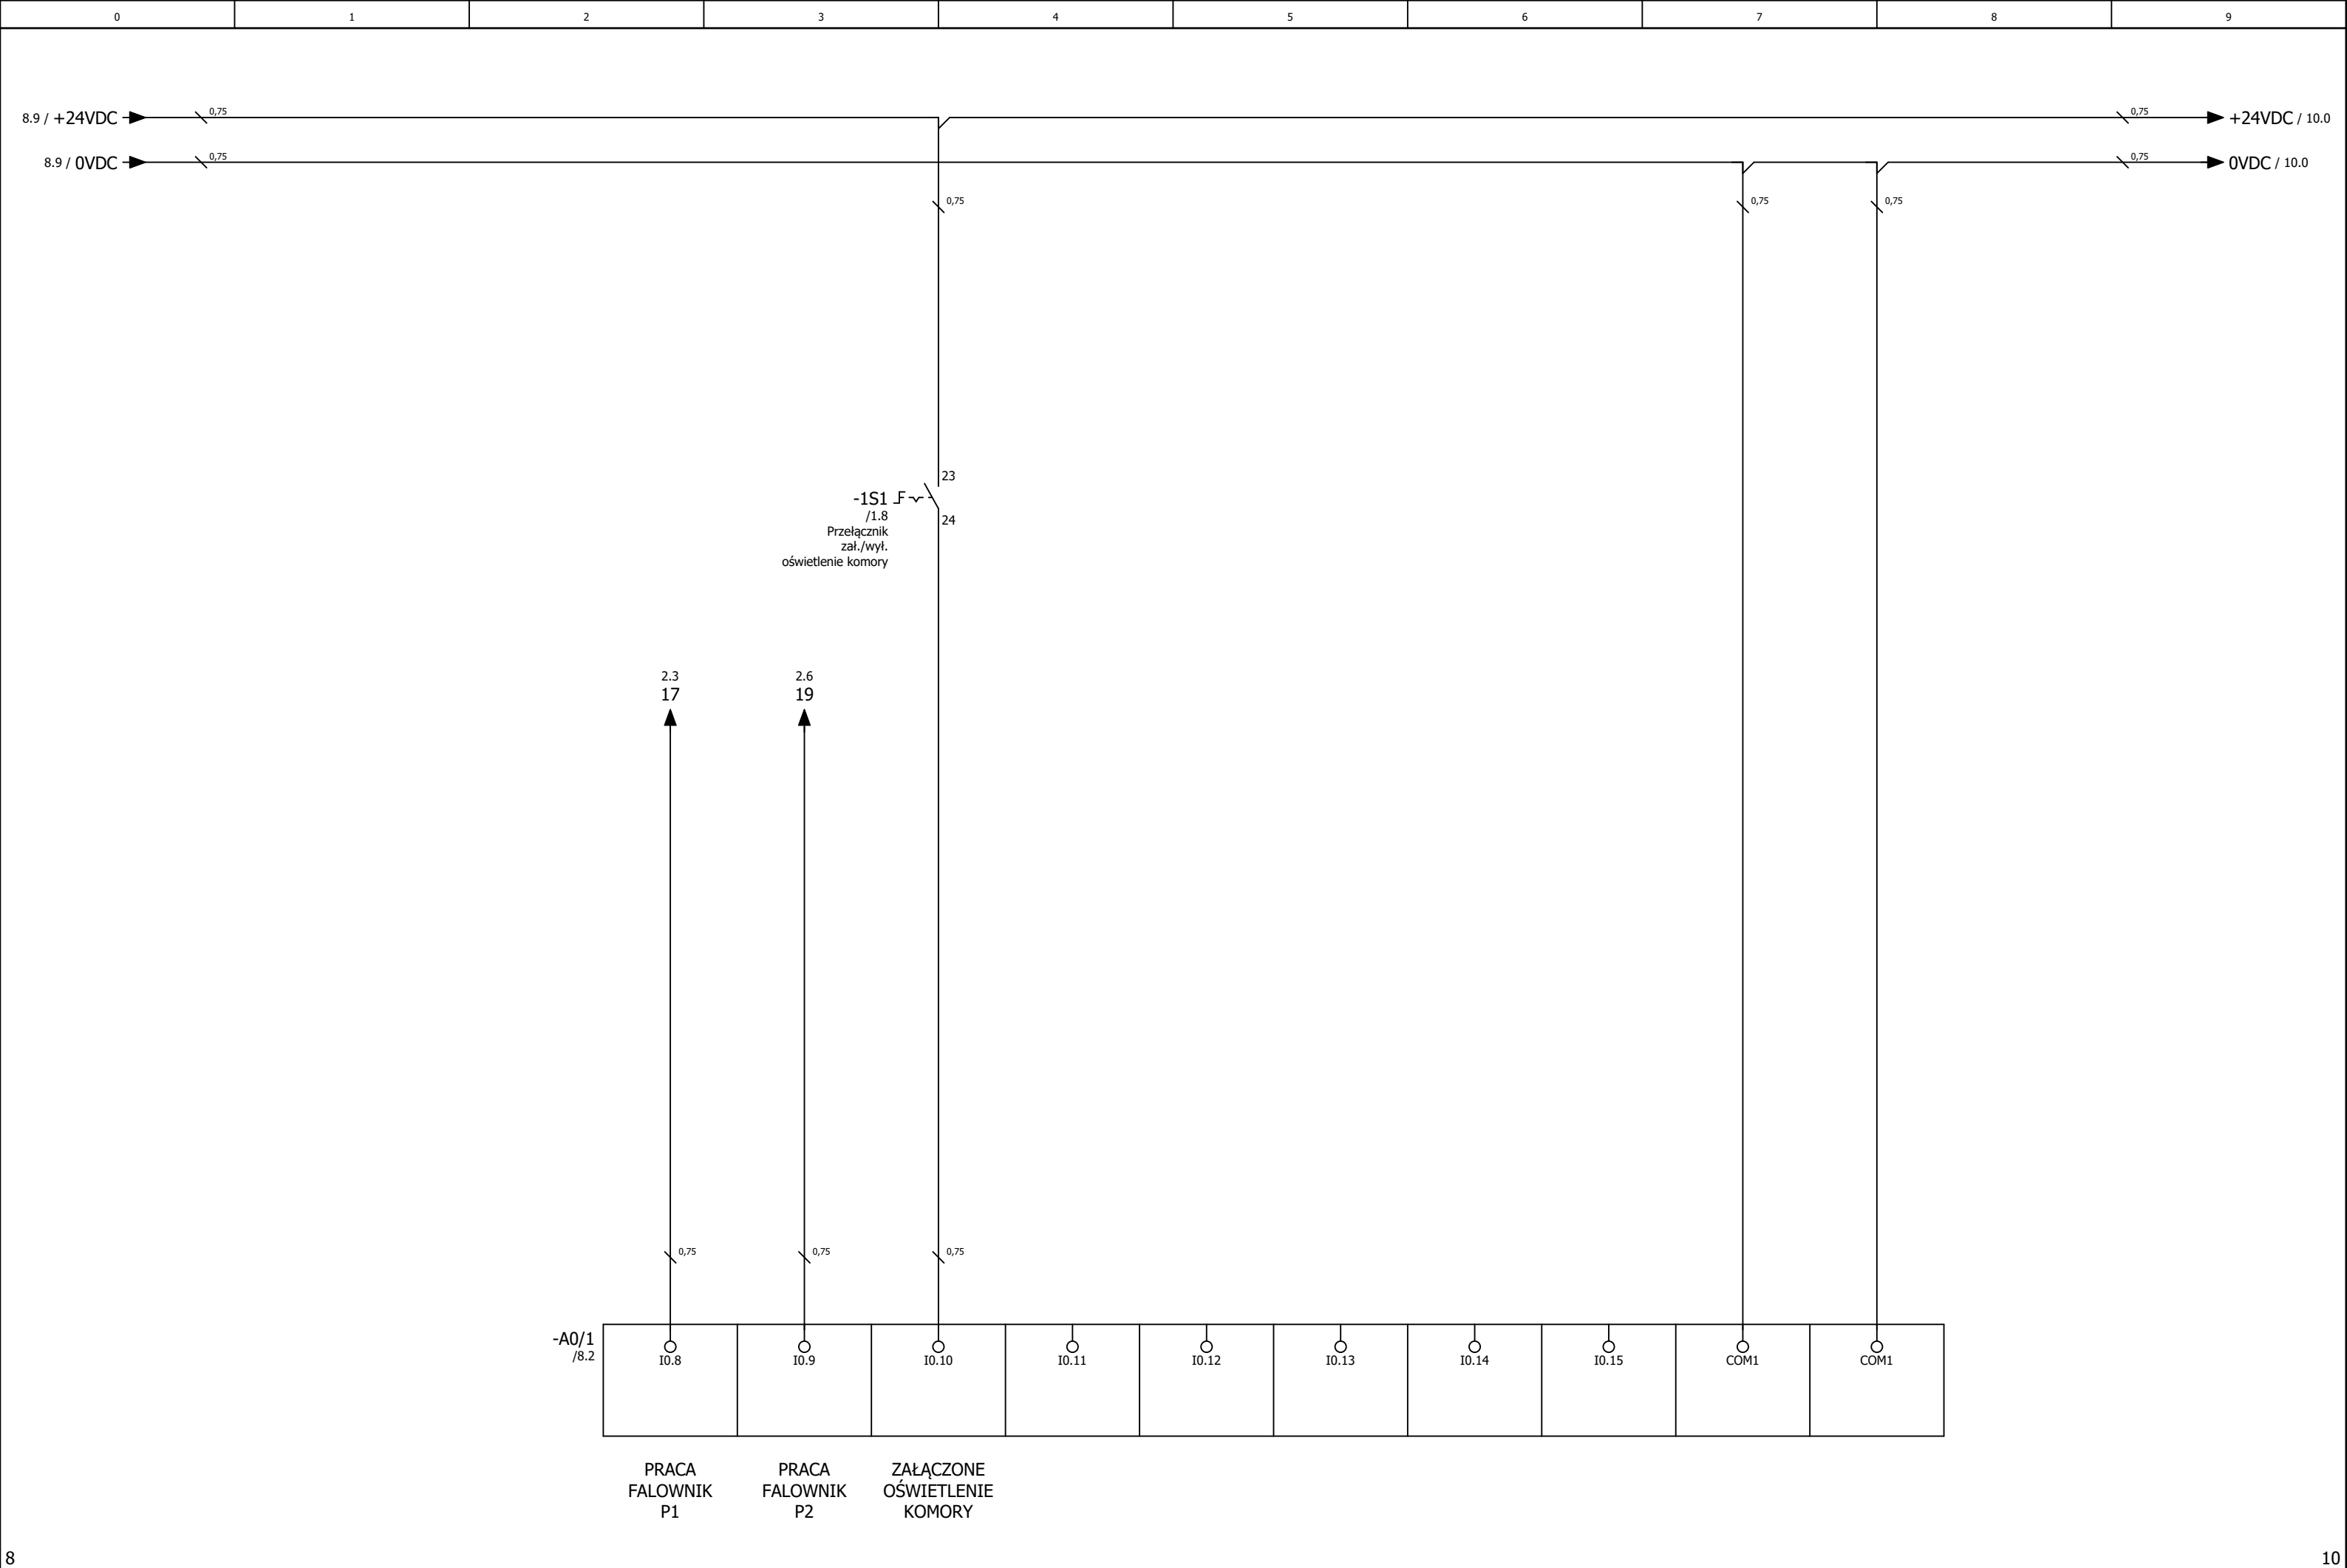 0 1 2 3 4 5 6 7 8 9
8.9 / +24VDC 0,75 0,75 +24VDC / 10.0
8.9 / 0VDC 0,75 0,75 0VDC / 10.0
0,75 0,75 0,75
23
-1S1
/1.8
24
Przełącznik
zał./wył.
oświetlenie komory
2.3 2.6
17 19
0,75 0,75 0,75
-A0/1
/8.2
I0.8 I0.9 I0.10 I0.11 I0.12 I0.13 I0.14 I0.15 COM1 COM1
PRACA
FALOWNIK
P1
PRACA
FALOWNIK
P2
ZAŁĄCZONE
OŚWIETLENIE
KOMORY
8 10